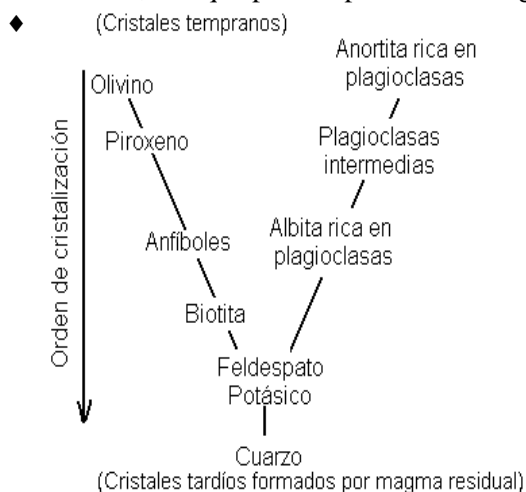 (Cristales tempranos)
Anortita rica en
plagioclasas
Olivino
Piroxeno
Plagioclasas
intermedias
Anfíboles
Albita rica en
plagioclasas
Biotita
Orden de cristalización
Feldespato
Potásico
Cuarzo
(Cristales tardíos formados por magma residual)